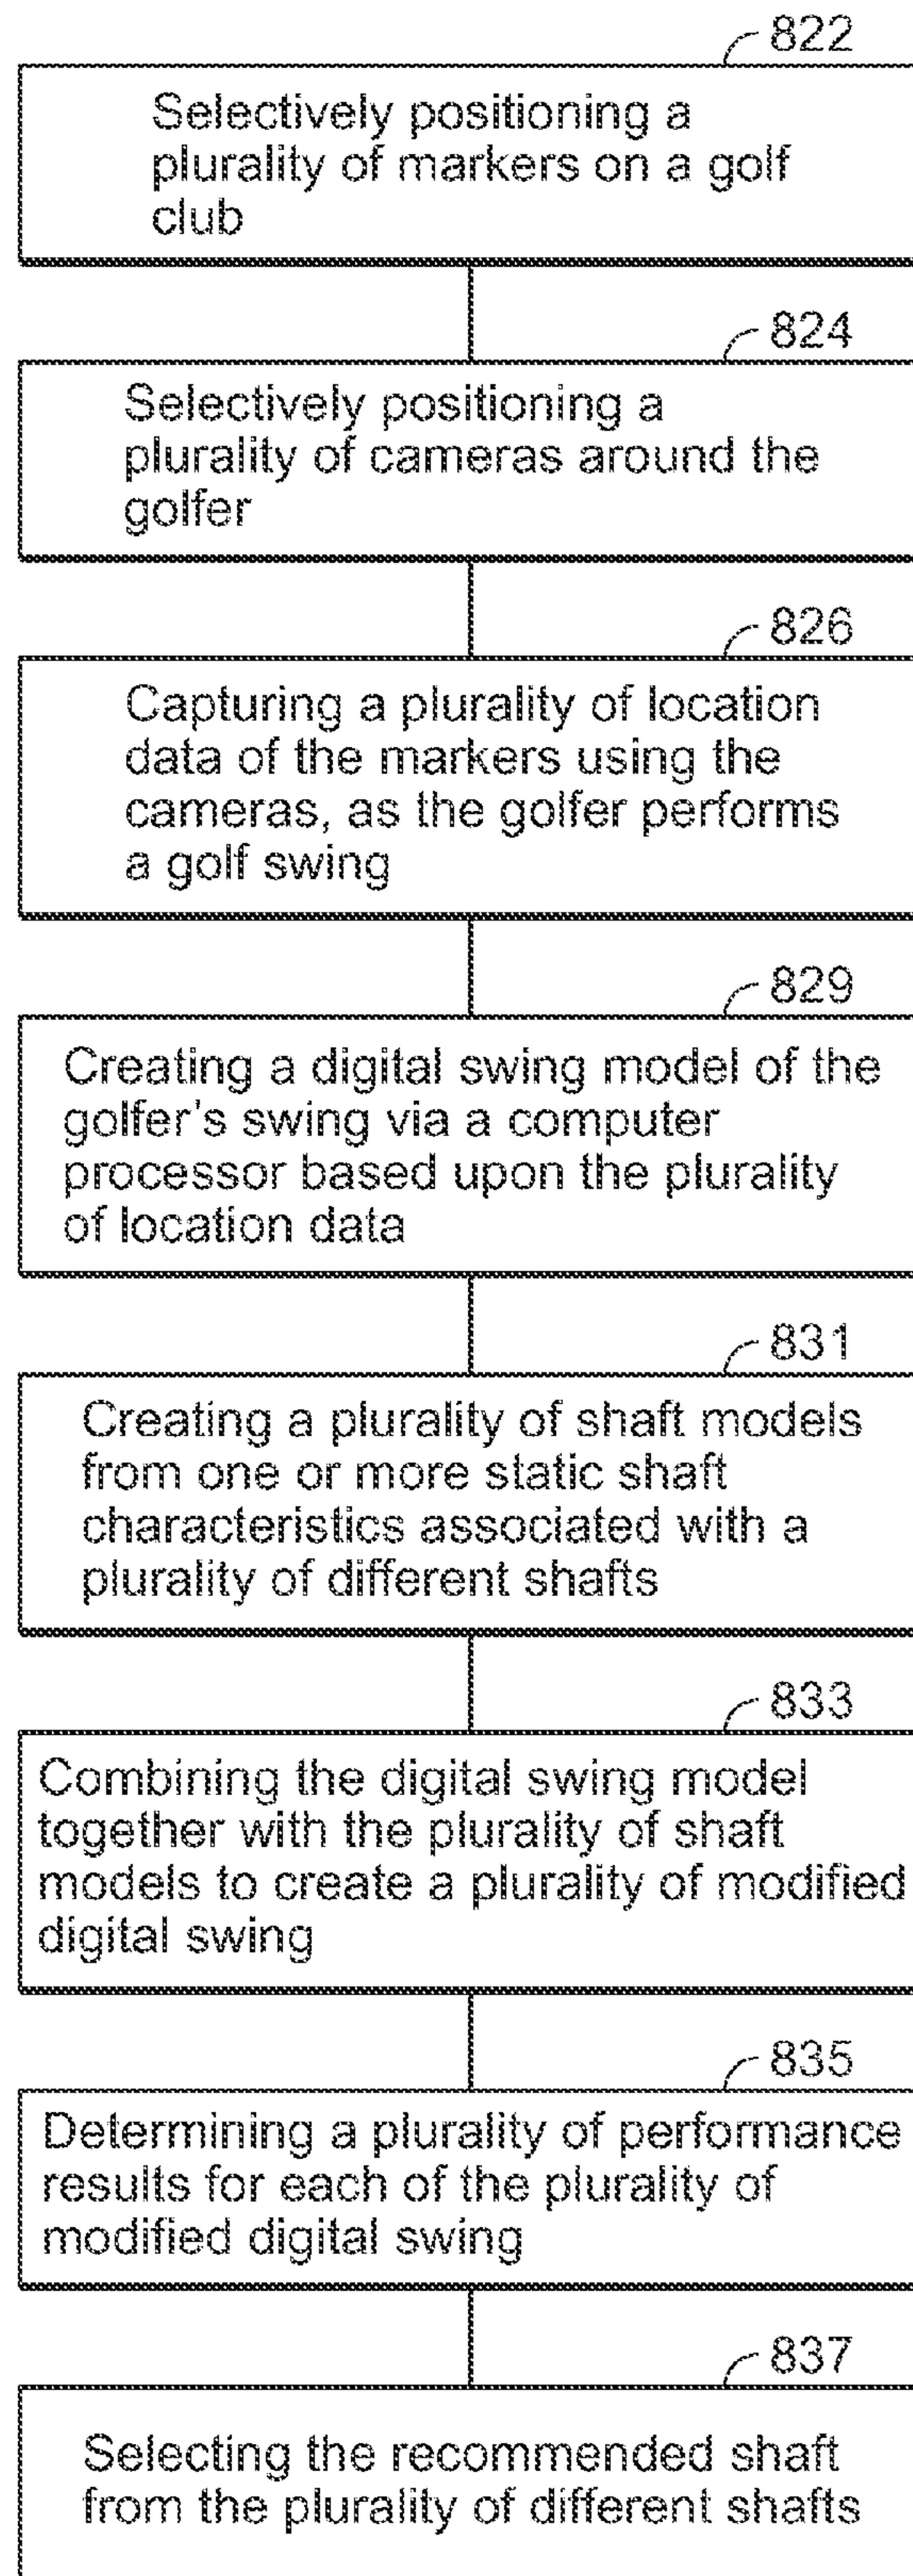 822
Selectively positioning a
plurality of markers on a golf
club
824
Selectively positioning a
plurality of cameras around the
golfer
826
Capturing a plurality of location
data of the markers using the
cameras, as the golfer performs
a golf swing
829
Creating a digital swing model of the
golfer's swing via a computer
processor based upon the plurality
of location data
831
Creating a plurality of shaft models
from one or more static shaft
characteristics associated with a
plurality of different shafts
833
Combining the digital swing model
together with the plurality of shaft
models to create a plurality of modified
digital swing
835
Determining a plurality of performance
results for each of the plurality of
modified digital swing
837
Selecting the recommended shaft
from the plurality of different shafts